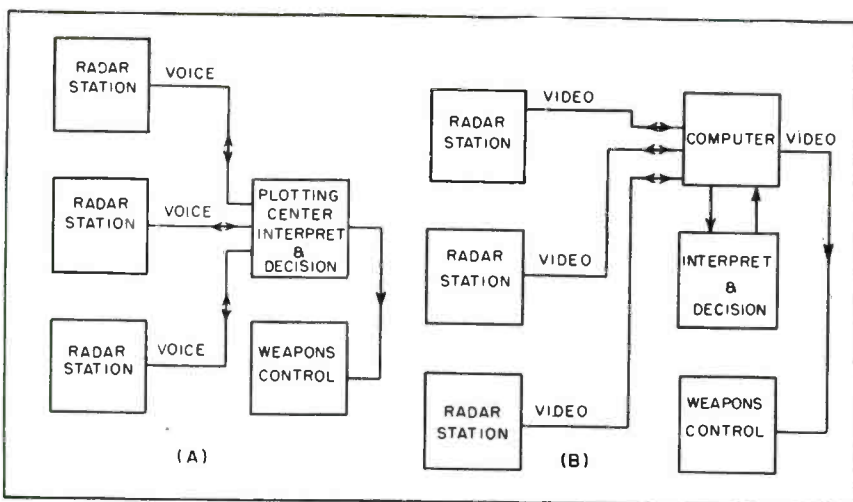 RADAR
STATION
VOICE
RADAR
STATION
VOICE
RADAR
STATION
VOICE
PLOTTING
CENTER
INTERPRET
&
DECISION
WEAPONS
CONTROL
(A)
RADAR
STATION
VIDEO
RADAR
STATION
VIDEO
RADAR
STATION
VIDEO
COMPUTER
VIDEO
INTERPRET
&
DECISION
WEAPONS
CONTROL
(B)